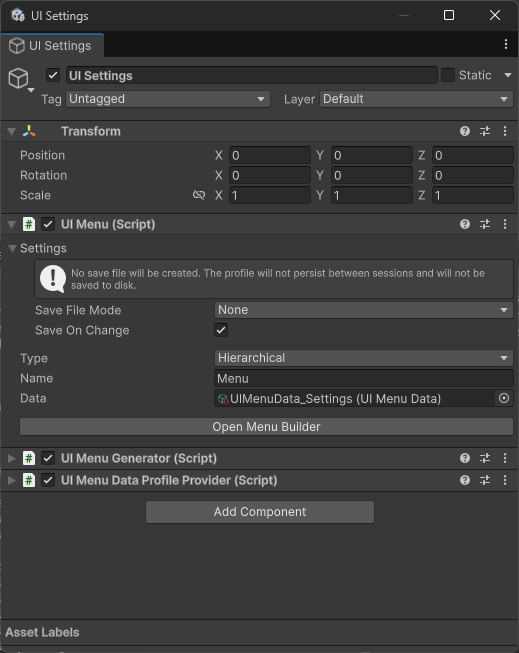 UI Settings
UI Settings
UI Settings Static
Tag Untagged Layer Default
Transform
Position X 0 Y 0 Z 0
Rotation X 0 Y 0 Z 0
Scale X 1 Y 1 Z 1
# UI Menu (Script)
Settings
No save file will be created. The profile will not persist between sessions and will not be
saved to disk.
Save File Mode None
Save On Change
Type Hierarchical
Name Menu
Data UIMenuData_Settings (UI Menu Data)
Open Menu Builder
# UI Menu Generator (Script)
# UI Menu Data Profile Provider (Script)
Add Component
Asset Labels